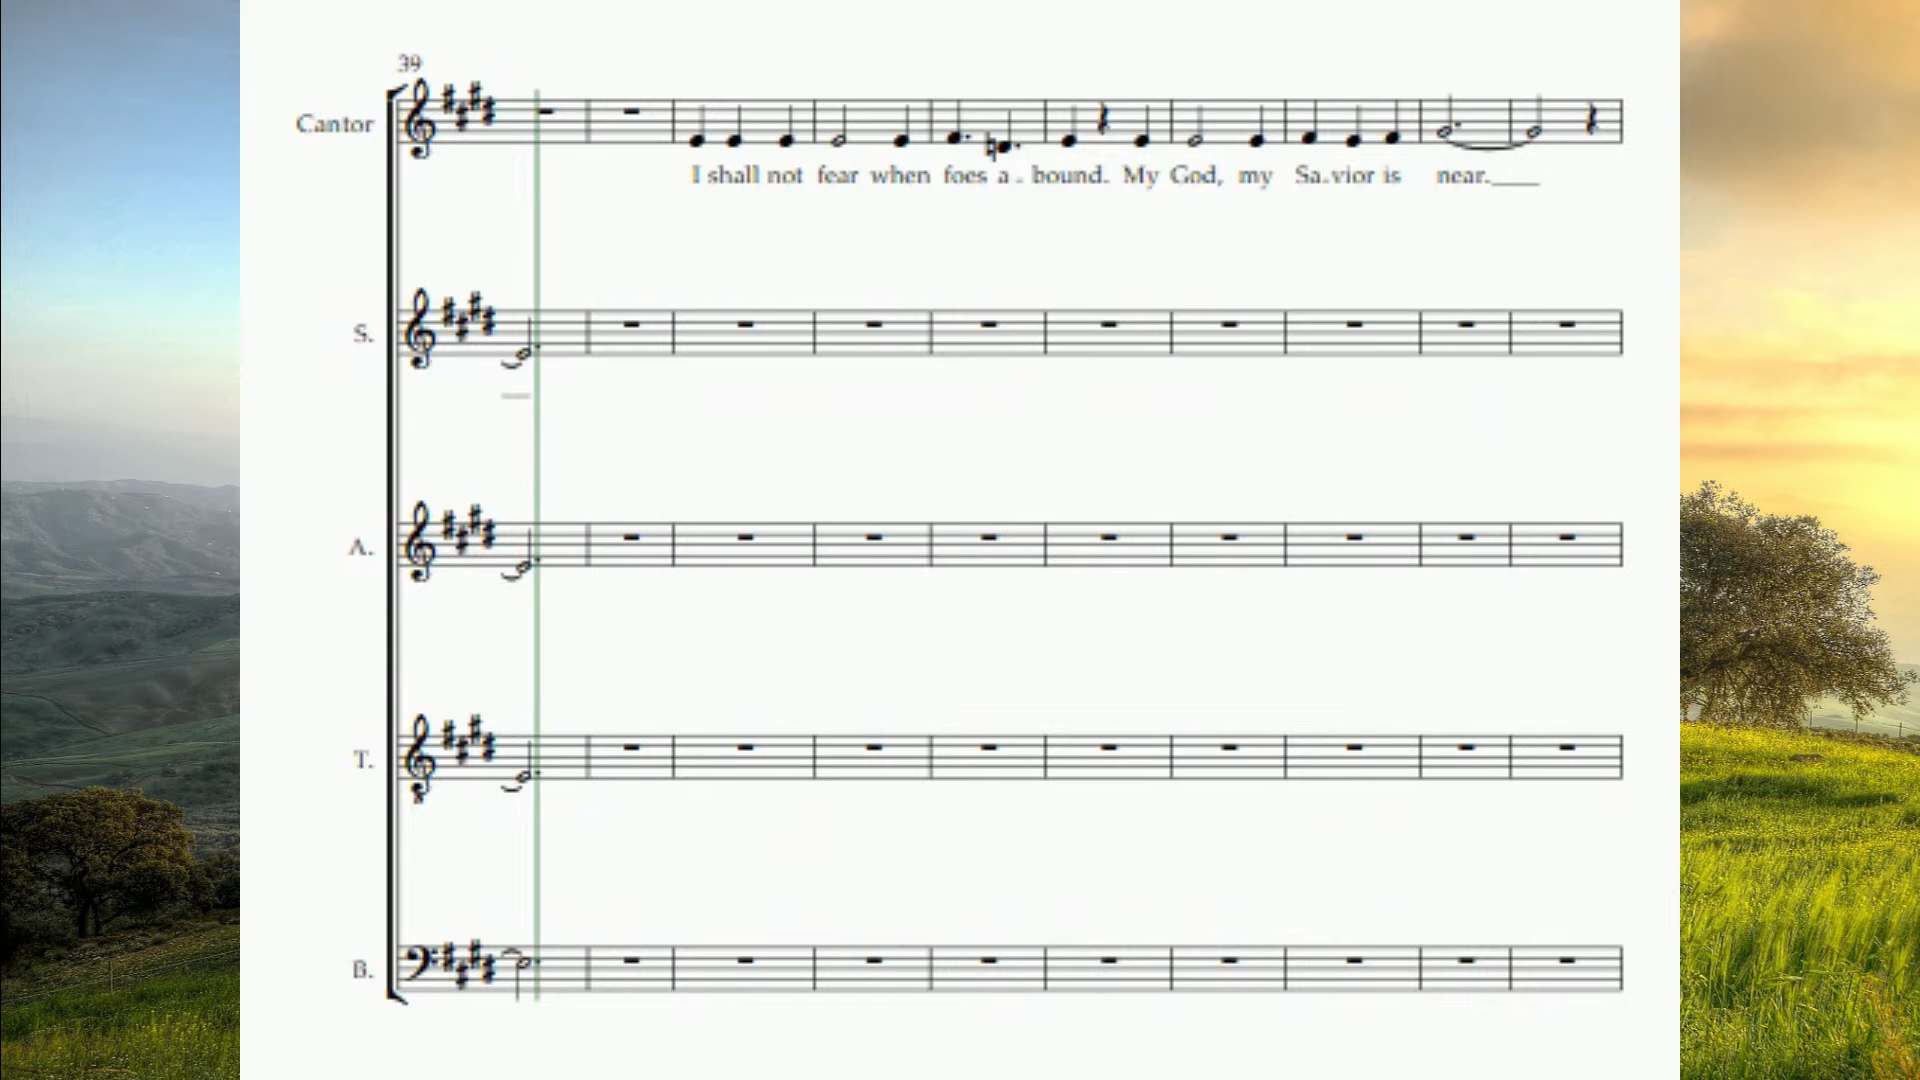 39
Cantor
I shall not fear when foes a - bound. My God, my Sa-vior is near.
S.
A.
T.
B.